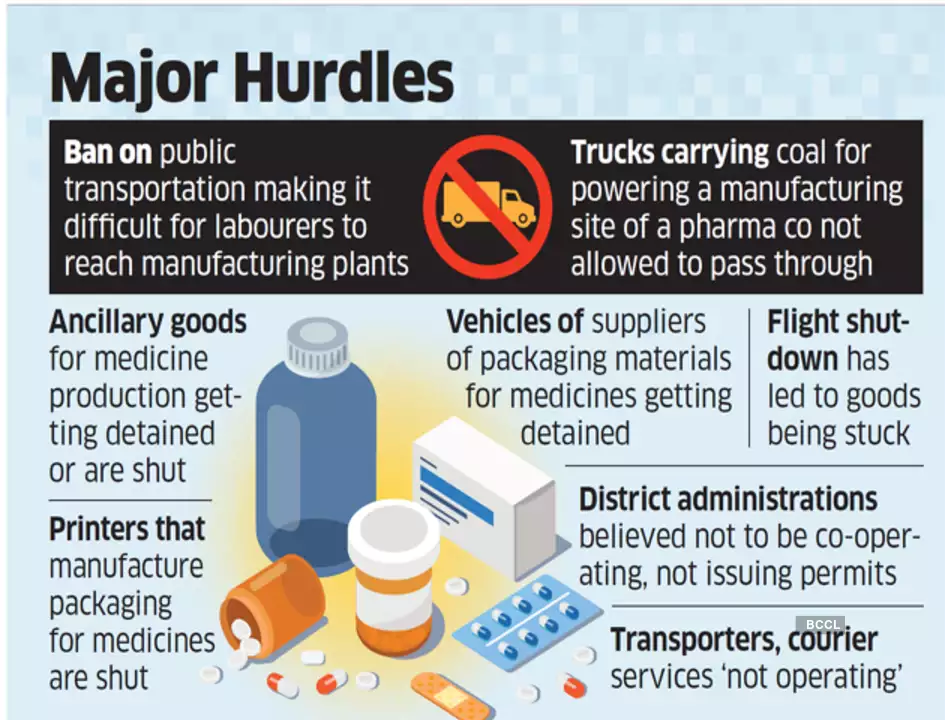 Major Hurdles
Ban on public
transportation making it
difficult for labourers to
reach manufacturing plants
Trucks carrying coal for
powering a manufacturing
site of a pharma co not
allowed to pass through
Ancillary goods
for medicine
production get-
ting detained
or are shut
Vehicles of suppliers
of packaging materials
for medicines getting
detained
Flight shut-
down has
led to goods
being stuck
Printers that
manufacture
packaging
for medicines
are shut
District administrations
believed not to be co-oper-
ating, not issuing permits
BCCL
Transporters, courier
services ‘not operating’